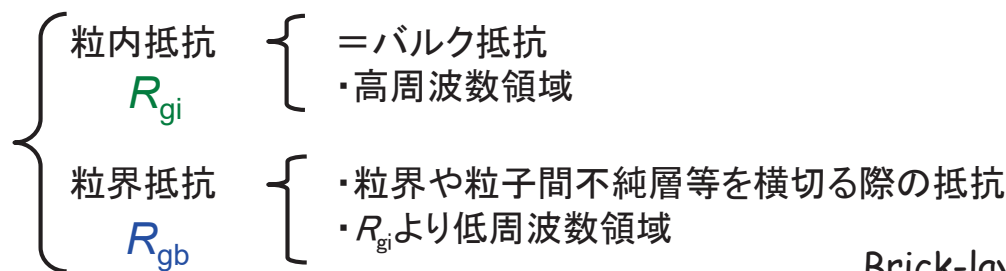 粒内抵抗
Rgi
=バルク抵抗
・高周波数領域
粒界抵抗
Rgb
・粒界や粒子間不純層等を横切る際の抵抗
・Rgiより低周波数領域